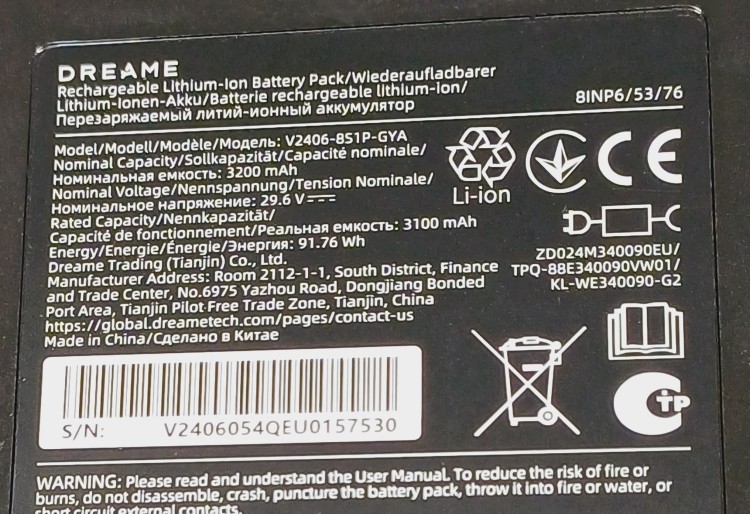 DREAME
Rechargeable Lithium-Ion Battery Pack/Wiederaufladbarer
Lithium-Ionen-Akku/Batterie rechargeable lithium-ion/
Перезаряжаемый литий-ионный аккумулятор
8INP6/53/76
Model/Modell/Modèle/Модель: V2406-8S1P-GYA
Nominal Capacity/Sollkapazität/Capacité nominale/
Номинальная емкость: 3200 mAh
Nominal Voltage/Nennspannung/Tension Nominale/
Номинальное напряжение: 29.6 V⎓
Rated Capacity/Nennkapazität/
Capacité de fonctionnement/Реальная емкость: 3100 mAh
Energy/Energie/Énergie/Энергия: 91.76 Wh
Dreame Trading (Tianjin) Co., Ltd.
Manufacturer Address: Room 2112-1-1, South District, Finance
and Trade Center, No.6975 Yazhou Road, Dongjiang Bonded
Port Area, Tianjin Pilot Free Trade Zone, Tianjin, China
https://global.dreametech.com/pages/contact-us
Made in China/Сделано в Китае
Li-ion
CE
ZD024M340090EU/
TPQ-88E340090VW01/
KL-WE340090-G2
S/N: V2406054QEU0157530
СТР
WARNING: Please read and understand the User Manual. To reduce the risk of fire or
burns, do not disassemble, crash, puncture the battery pack, throw it into fire or water, or
short circuit external contacts.